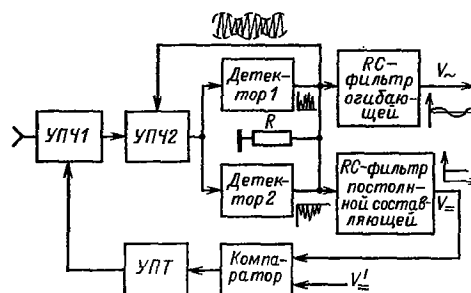 Детек-
тор 1
RC-
фильтр
огибаю-
щей
V~
R
УПЧ1
УПЧ2
Детек-
тор 2
RC-фильтр
постоян-
ной состав-
ляющей
V=
УПТ
Компа-
ратор
V'=